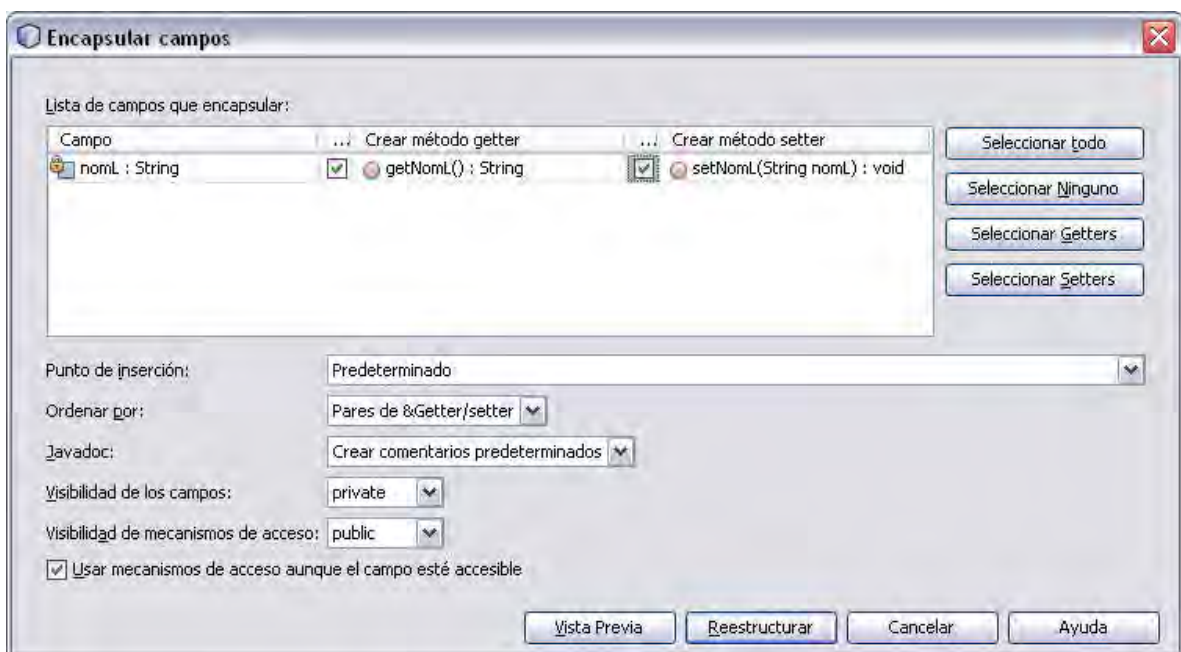 Encapsular campos
Lista de campos que encapsular:
Campo ... Crear método getter ... Crear método setter
nomL : String getNomL() : String setNomL(String nomL) : void
Seleccionar todo
Seleccionar Ninguno
Seleccionar Getters
Seleccionar Setters
Punto de inserción: Predeterminado
Ordenar por: Pares de &Getter/setter
Javadoc: Crear comentarios predeterminados
Visibilidad de los campos: private
Visibilidad de mecanismos de acceso: public
Usar mecanismos de acceso aunque el campo esté accesible
Vista Previa Reestructurar Cancelar Ayuda